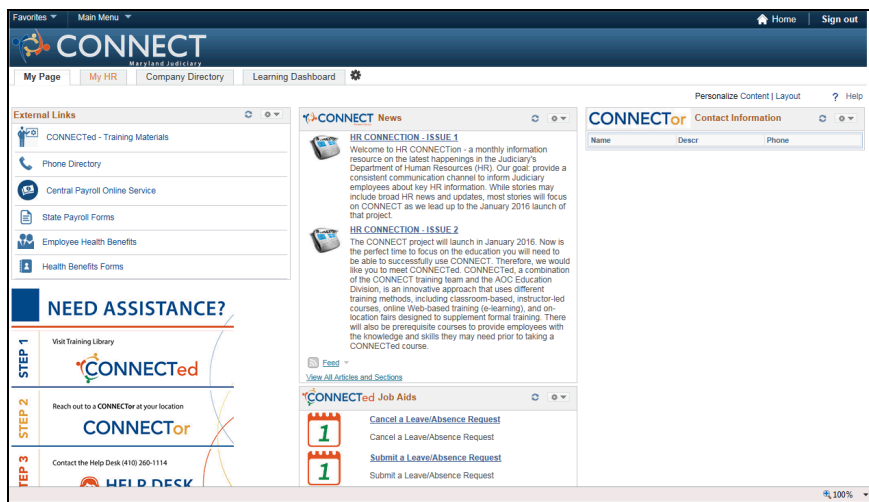 Favorites Main Menu Home Sign out
CONNECT
Maryland Judiciary
My Page My HR Company Directory Learning Dashboard
Personalize Content | Layout ? Help
External Links
CONNECTed - Training Materials
Phone Directory
Central Payroll Online Service
State Payroll Forms
Employee Health Benefits
Health Benefits Forms
NEED ASSISTANCE?
STEP 1
Visit Training Library
CONNECTed
STEP 2
Reach out to a CONNECTor at your location
CONNECTor
STEP 3
Contact the Help Desk (410) 260-1114
HELP DESK
CONNECT News
HR CONNECTION - ISSUE 1
Welcome to HR CONNECTion - a monthly information
resource on the latest happenings in the Judiciary's
Department of Human Resources (HR). Our goal: provide a
consistent communication channel to inform Judiciary
employees about key HR information. While stories may
include broad HR news and updates, most stories will focus
on CONNECT as we lead up to the January 2016 launch of
that project.
HR CONNECTION - ISSUE 2
The CONNECT project will launch in January 2016. Now is
the perfect time to focus on the education you will need to
be able to successfully use CONNECT. Therefore, we would
like you to meet CONNECTed. CONNECTed, a combination
of the CONNECT training team and the AOC Education
Division, is an innovative approach that uses different
training methods, including classroom-based, instructor-led
courses, online Web-based training (e-learning), and on-
location fairs designed to supplement formal training. There
will also be prerequisite courses to provide employees with
the knowledge and skills they may need prior to taking a
CONNECTed course.
Feed
View All Articles and Sections
CONNECTed Job Aids
1
Cancel a Leave/Absence Request
Cancel a Leave/Absence Request
1
Submit a Leave/Absence Request
Submit a Leave/Absence Request
CONNECTor Contact Information
Name Descr Phone
100%